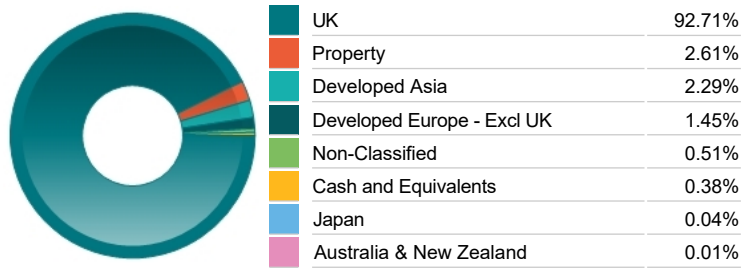 UK 92.71%
Property 2.61%
Developed Asia 2.29%
Developed Europe - Excl UK 1.45%
Non-Classified 0.51%
Cash and Equivalents 0.38%
Japan 0.04%
Australia & New Zealand 0.01%